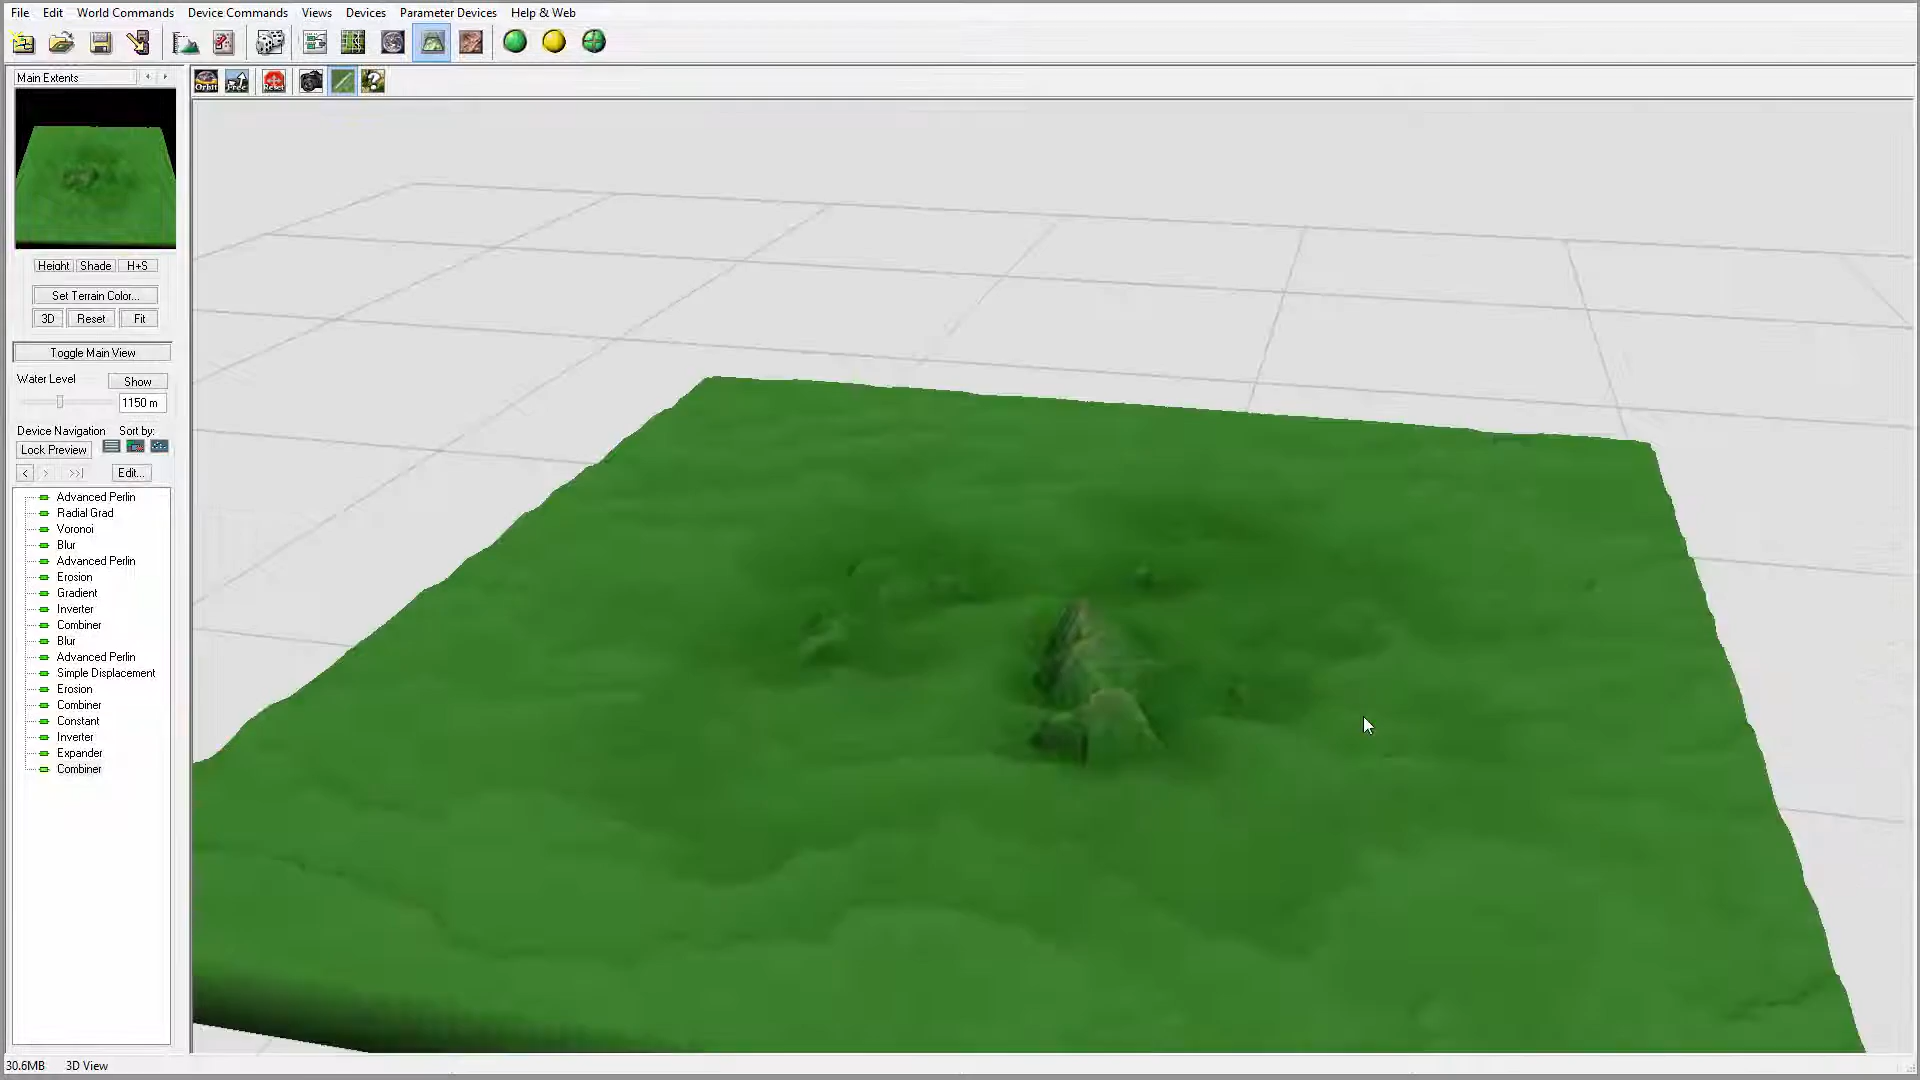 File Edit World Commands Device Commands Views Devices Parameter Devices Help & Web
Main Extents
Orbit Free Reset
Height Shade H+S
Set Terrain Color...
3D Reset Fit
Toggle Main View
Water Level Show
1150 m
Device Navigation Sort by:
Lock Preview
< > >>| Edit...
Advanced Perlin
Radial Grad
Voronoi
Blur
Advanced Perlin
Erosion
Gradient
Inverter
Combiner
Blur
Advanced Perlin
Simple Displacement
Erosion
Combiner
Constant
Inverter
Expander
Combiner
30.6MB 3D View